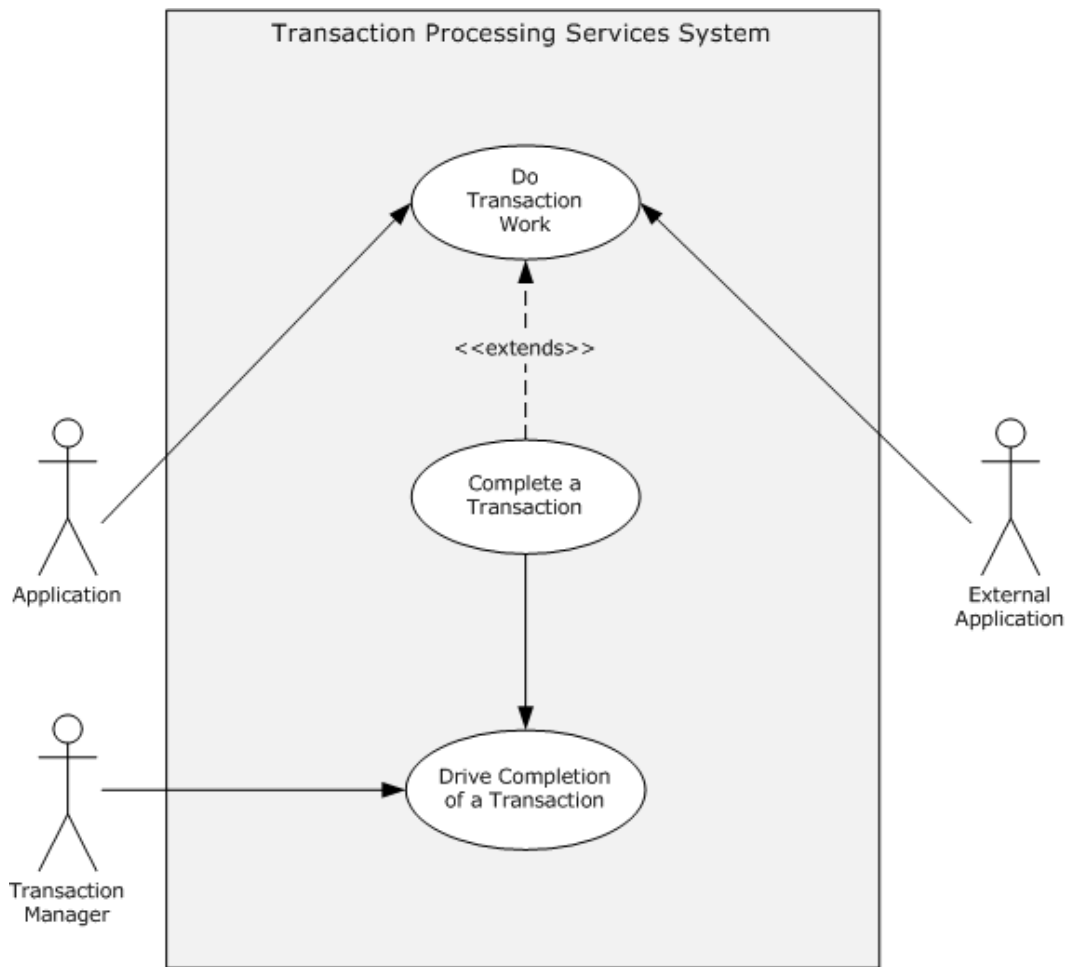 Transaction Processing Services System
Do
Transaction
Work
<<extends>>
Complete a
Transaction
Application
External
Application
Drive Completion
of a Transaction
Transaction
Manager